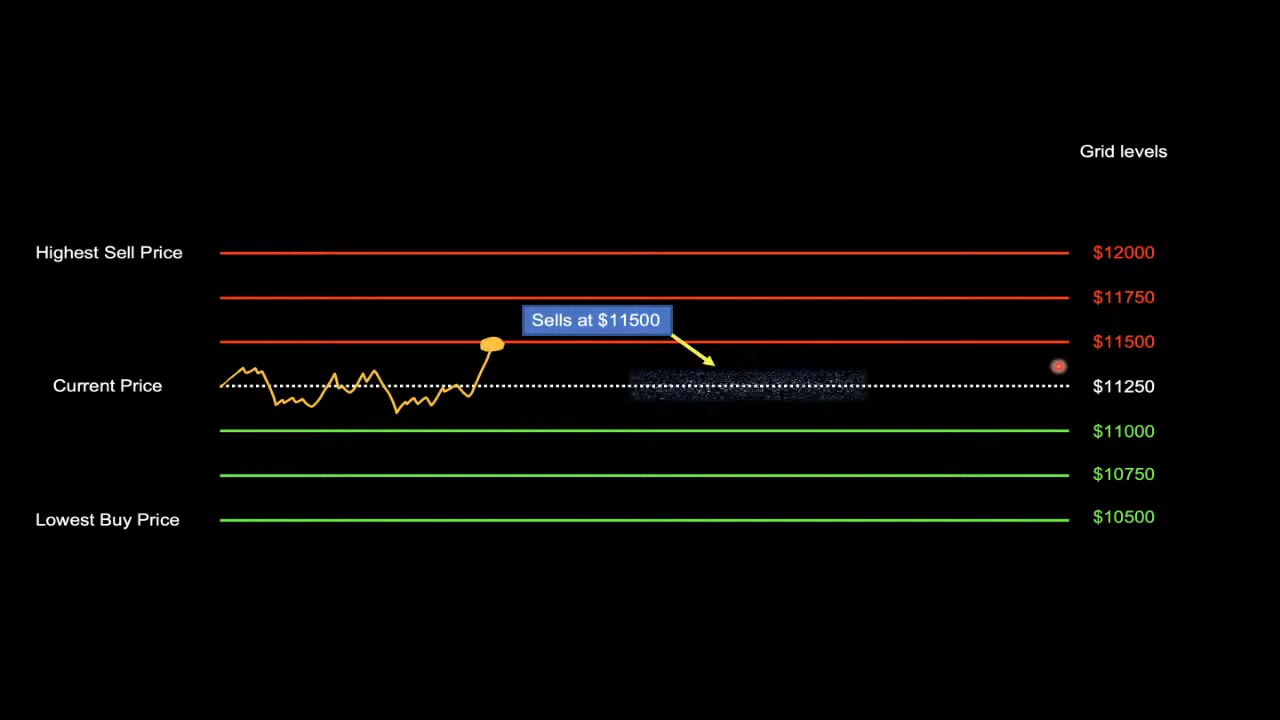 Grid levels
Highest Sell Price
$12000
$11750
Sells at $11500
$11500
Current Price
$11250
$11000
$10750
Lowest Buy Price
$10500